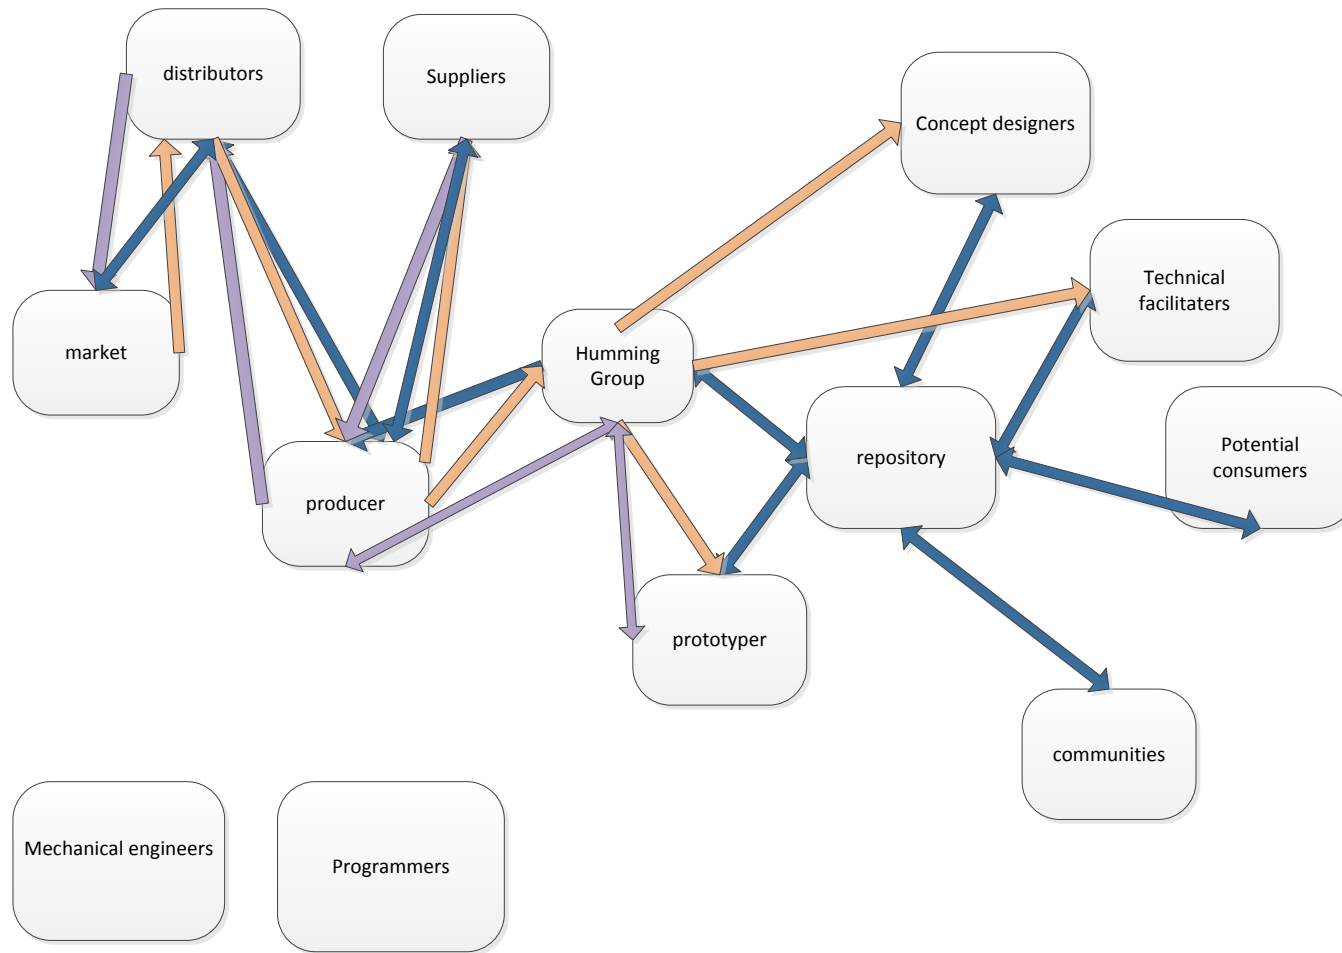 distributors
Suppliers
Concept designers
Technical
facilitaters
market
Humming
Group
Potential
consumers
repository
producer
prototyper
communities
Mechanical engineers
Programmers